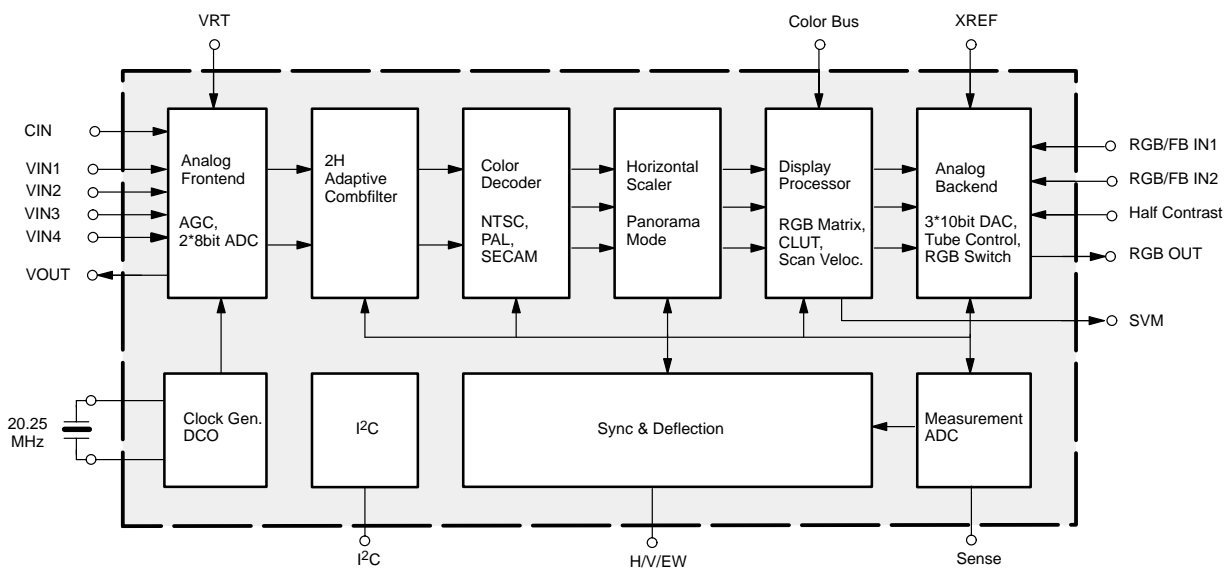 VRT
Color Bus
XREF
CIN
VIN1
VIN2
VIN3
VIN4
VOUT
Analog
Frontend
AGC,
2*8bit ADC
2H
Adaptive
Combfilter
Color
Decoder
NTSC,
PAL,
SECAM
Horizontal
Scaler
Panorama
Mode
Display
Processor
RGB Matrix,
CLUT,
Scan Veloc.
Analog
Backend
3*10bit DAC,
Tube Control,
RGB Switch
RGB/FB IN1
RGB/FB IN2
Half Contrast
RGB OUT
SVM
20.25
MHz
Clock Gen.
DCO
I²C
Sync & Deflection
Measurement
ADC
I²C
H/V/EW
Sense